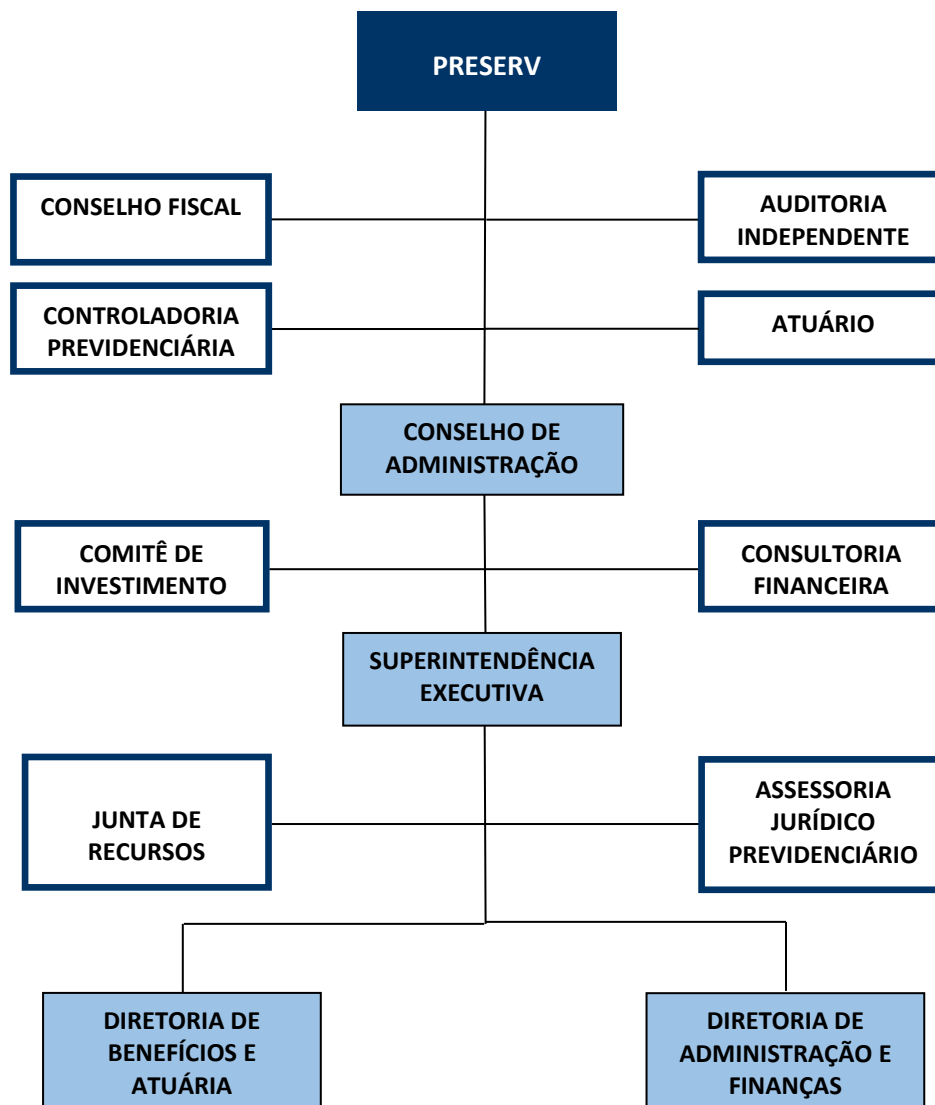 PRESERV
CONSELHO FISCAL
AUDITORIA
INDEPENDENTE
CONTROLADORIA
PREVIDENCIÁRIA
ATUÁRIO
CONSELHO DE
ADMINISTRAÇÃO
COMITÊ DE
INVESTIMENTO
CONSULTORIA
FINANCEIRA
SUPERINTENDÊNCIA
EXECUTIVA
JUNTA DE
RECURSOS
ASSESSORIA
JURÍDICO
PREVIDENCIÁRIO
DIRETORIA DE
BENEFÍCIOS E
ATUÁRIA
DIRETORIA DE
ADMINISTRAÇÃO E
FINANÇAS